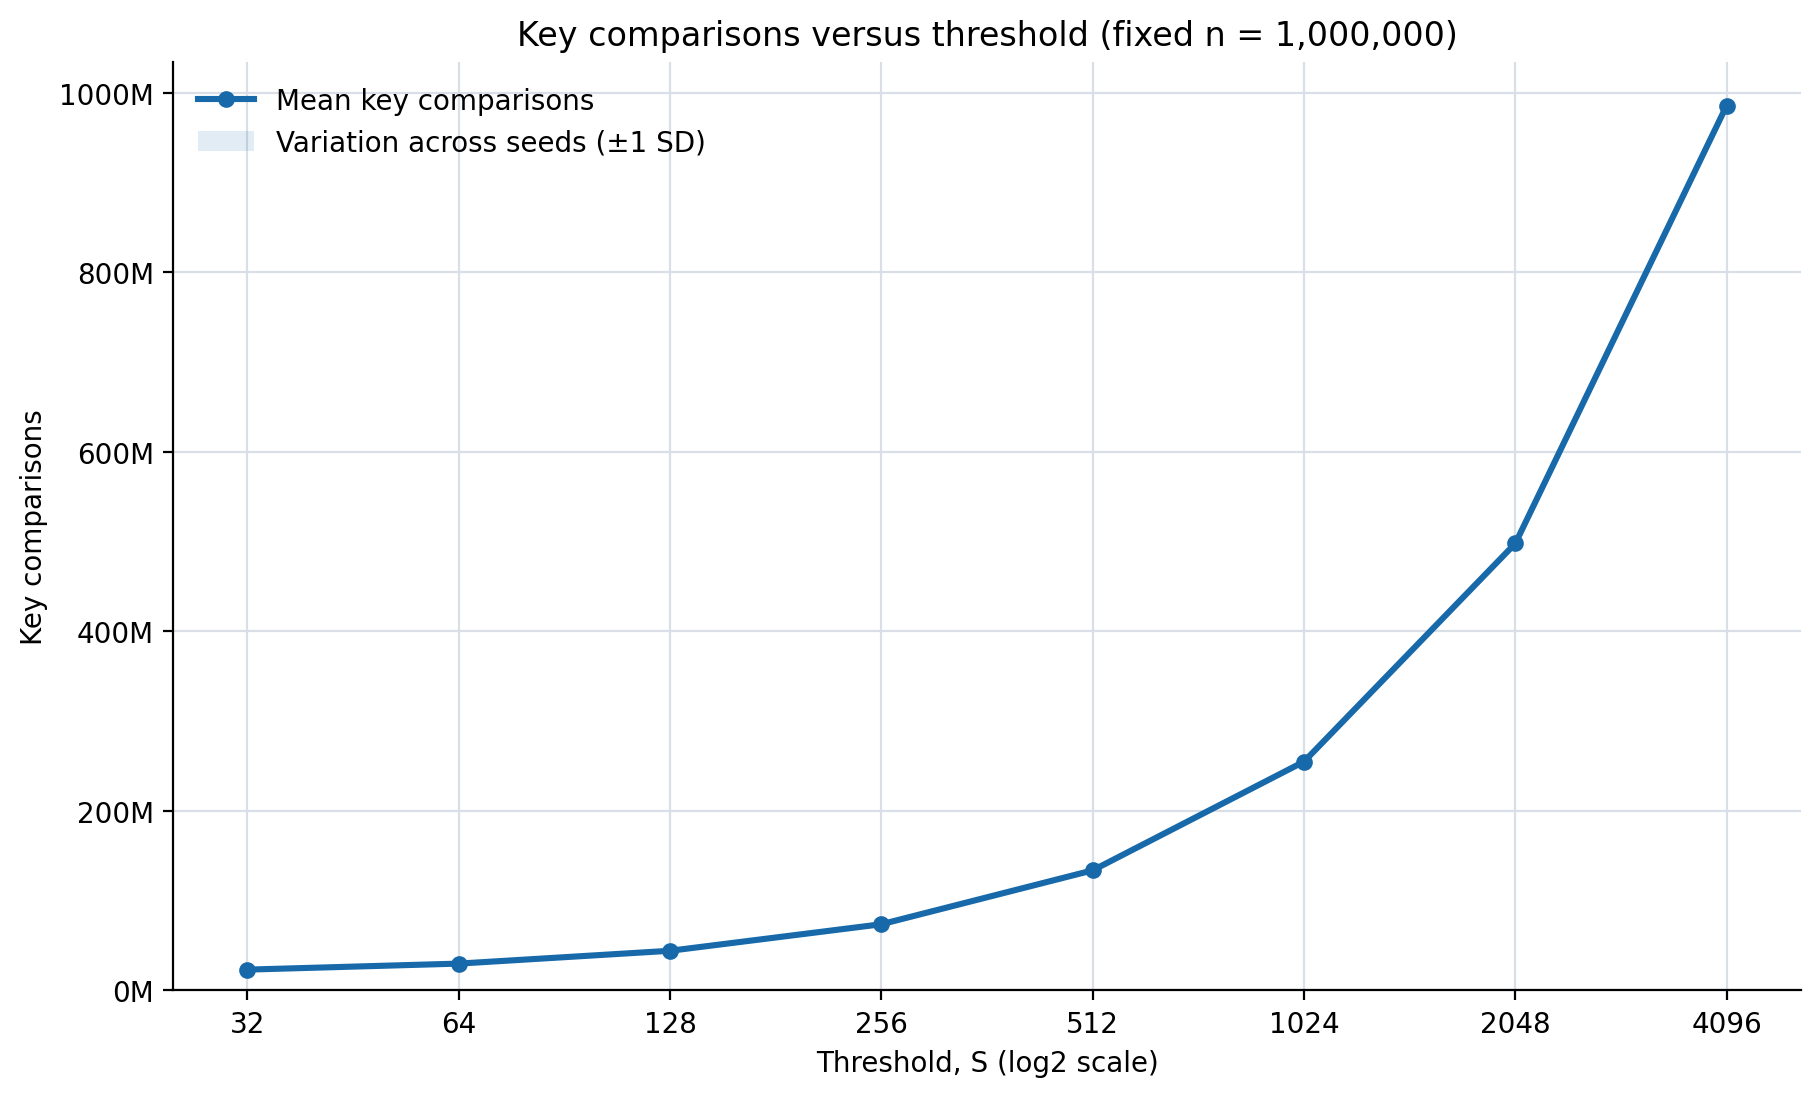 Key comparisons versus threshold (fixed n = 1,000,000)
Mean key comparisons
Variation across seeds (±1 SD)
1000M
800M
600M
400M
200M
0M
Key comparisons
32 64 128 256 512 1024 2048 4096
Threshold, S (log2 scale)